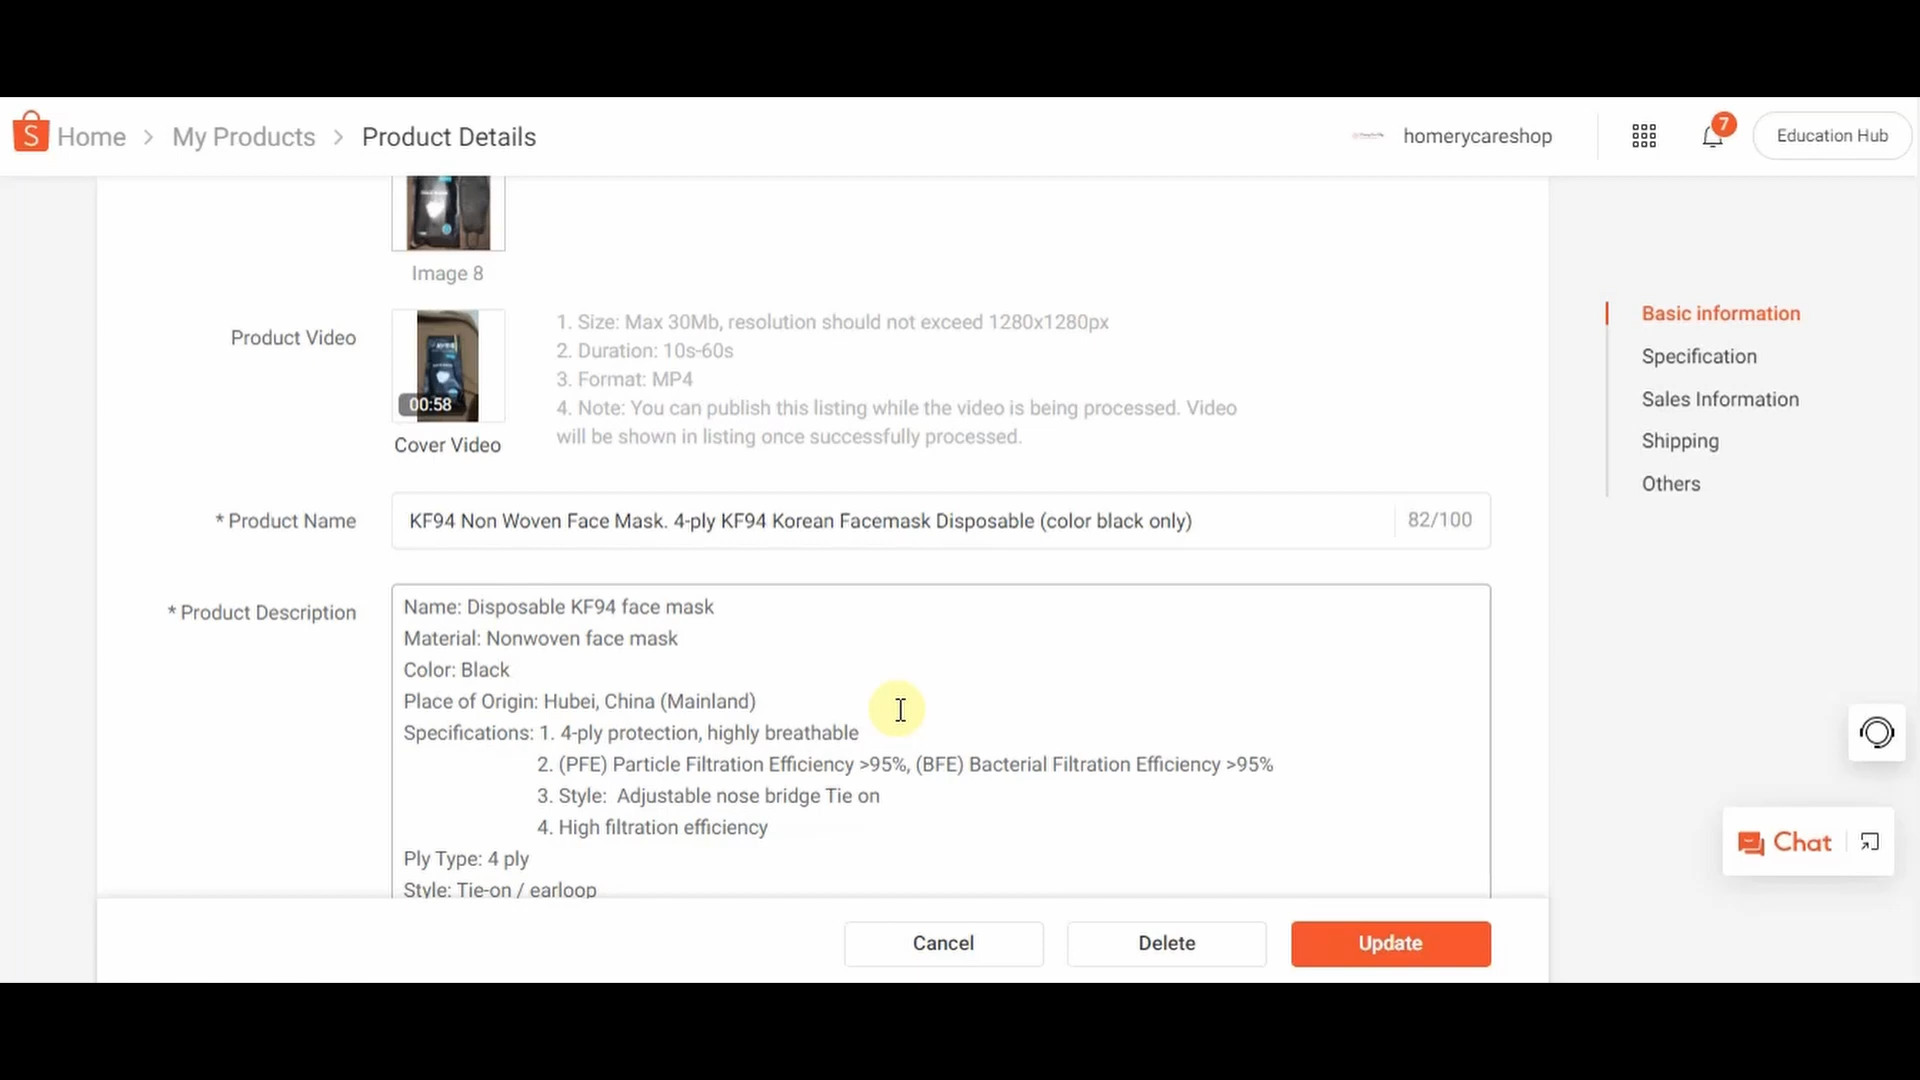 Home > My Products > Product Details
homerycareshop
7
Education Hub
Image 8
Product Video
1. Size: Max 30Mb, resolution should not exceed 1280x1280px
2. Duration: 10s-60s
3. Format: MP4
4. Note: You can publish this listing while the video is being processed. Video
will be shown in listing once successfully processed.
00:58
Cover Video
* Product Name
KF94 Non Woven Face Mask. 4-ply KF94 Korean Facemask Disposable (color black only)
82/100
* Product Description
Name: Disposable KF94 face mask
Material: Nonwoven face mask
Color: Black
Place of Origin: Hubei, China (Mainland)
Specifications: 1. 4-ply protection, highly breathable
2. (PFE) Particle Filtration Efficiency >95%, (BFE) Bacterial Filtration Efficiency >95%
3. Style:  Adjustable nose bridge Tie on
4. High filtration efficiency
Ply Type: 4 ply
Style: Tie-on / earloop
Basic information
Specification
Sales Information
Shipping
Others
Chat
Cancel
Delete
Update